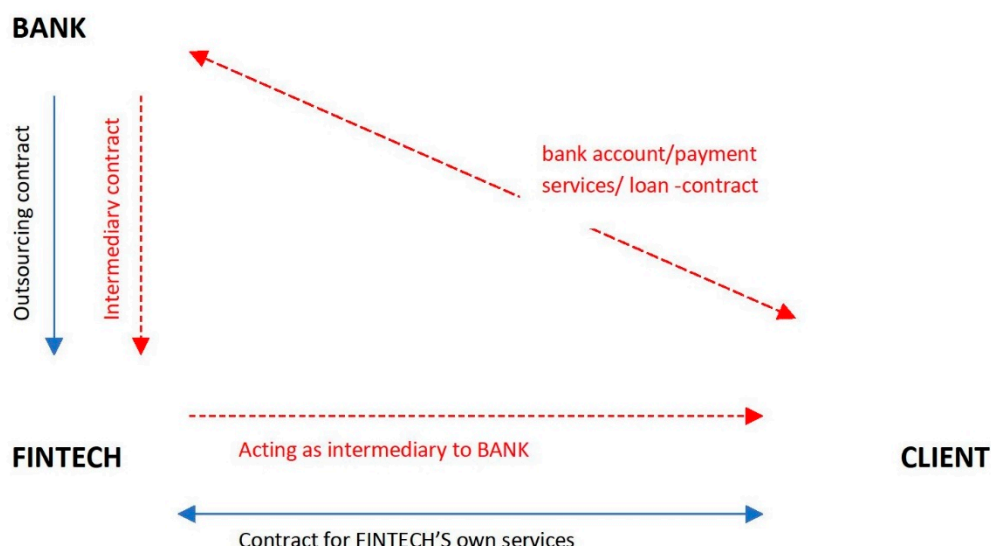 BANK
Outsourcing contract
Intermediary contract
bank account/payment
services/ loan -contract
Acting as intermediary to BANK
FINTECH
CLIENT
Contract for FINTECH'S own services